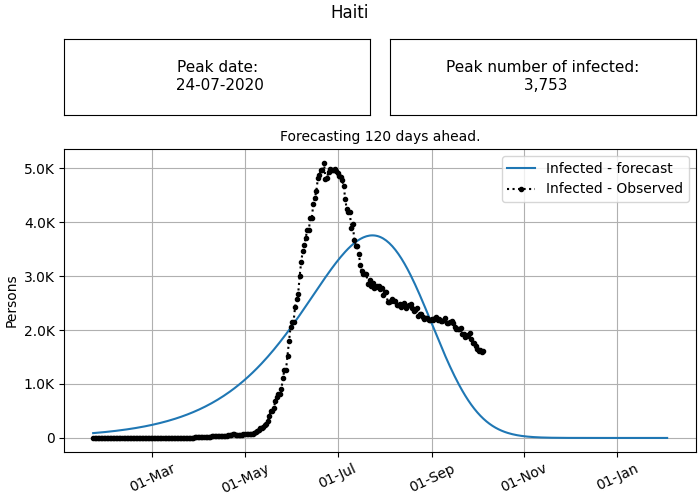 Haiti
Peak date:
24-07-2020
Peak number of infected:
3,753
Forecasting 120 days ahead.
Infected - forecast
Infected - Observed
Persons
5.0K
4.0K
3.0K
2.0K
1.0K
0
01-Mar
01-May
01-Jul
01-Sep
01-Nov
01-Jan